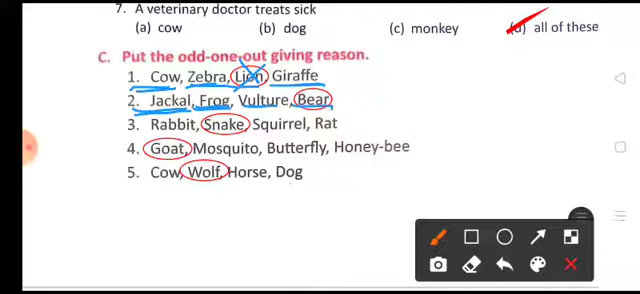 7. A veterinary doctor treats sick
(a) cow (b) dog (c) monkey (d) all of these
C. Put the odd-one-out giving reason.
1. Cow, Zebra, Lion, Giraffe
2. Jackal, Frog, Vulture, Bear
3. Rabbit, Snake, Squirrel, Rat
4. Goat, Mosquito, Butterfly, Honey-bee
5. Cow, Wolf, Horse, Dog